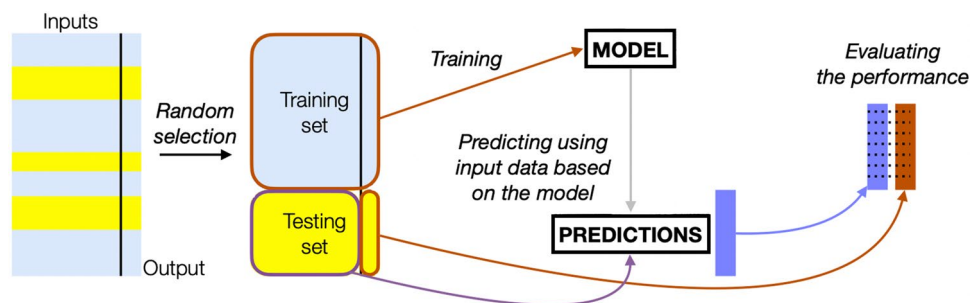 Inputs
Output
Random
selection
Training
set
Testing
set
Training
MODEL
Predicting using
input data based
on the model
PREDICTIONS
Evaluating
the performance